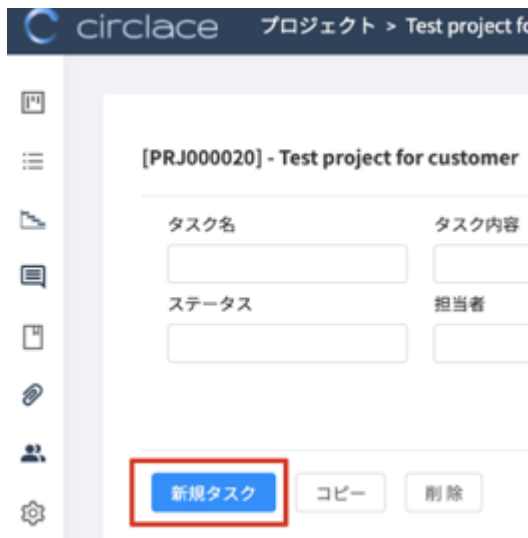 circlace プロジェクト > Test project fo
[PRJ000020] - Test project for customer
タスク名 タスク内容
ステータス 担当者
新規タスク コピー 削除